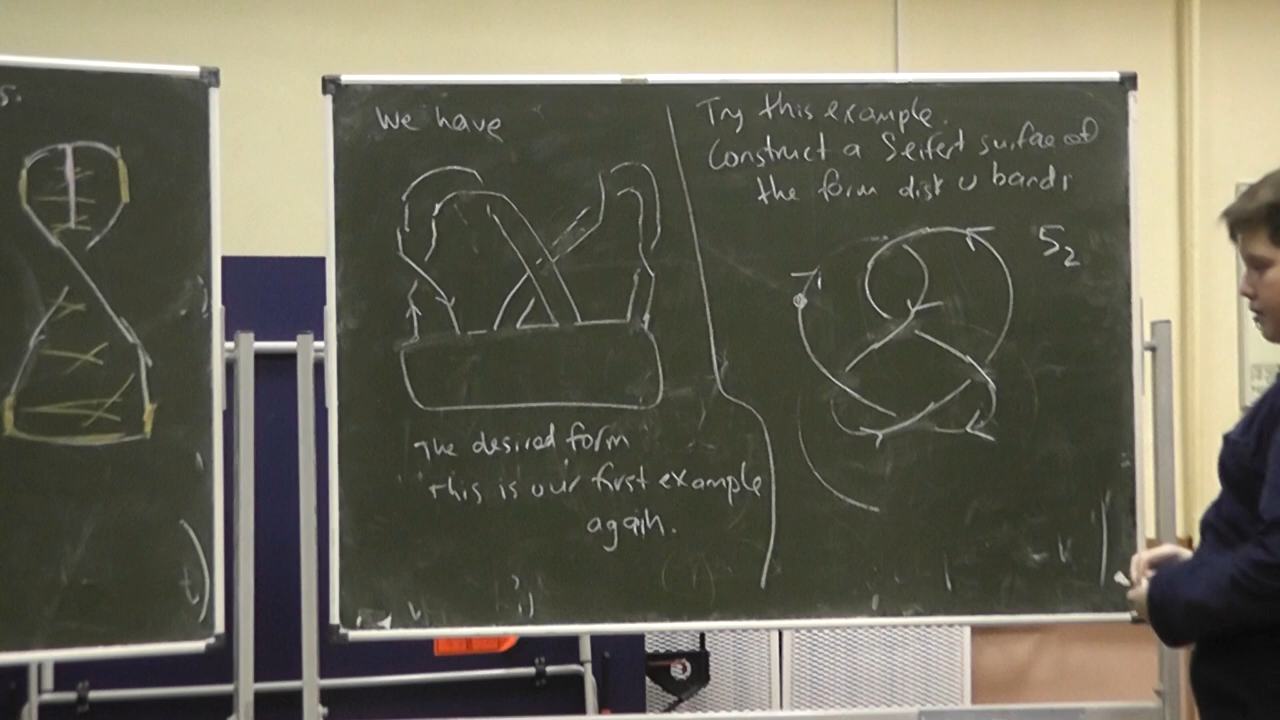 s.
We have
The desired form
this is our first example
again.
Try this example.
Construct a Seifert surface of
the form disk ∪ bands
5₂